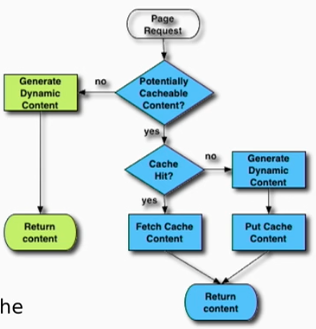 Page
Request
Potentially
Cacheable
Content?
no
Generate
Dynamic
Content
yes
Cache
Hit?
no
Generate
Dynamic
Content
yes
Return
content
Fetch Cache
Content
Put Cache
Content
he
Return
content